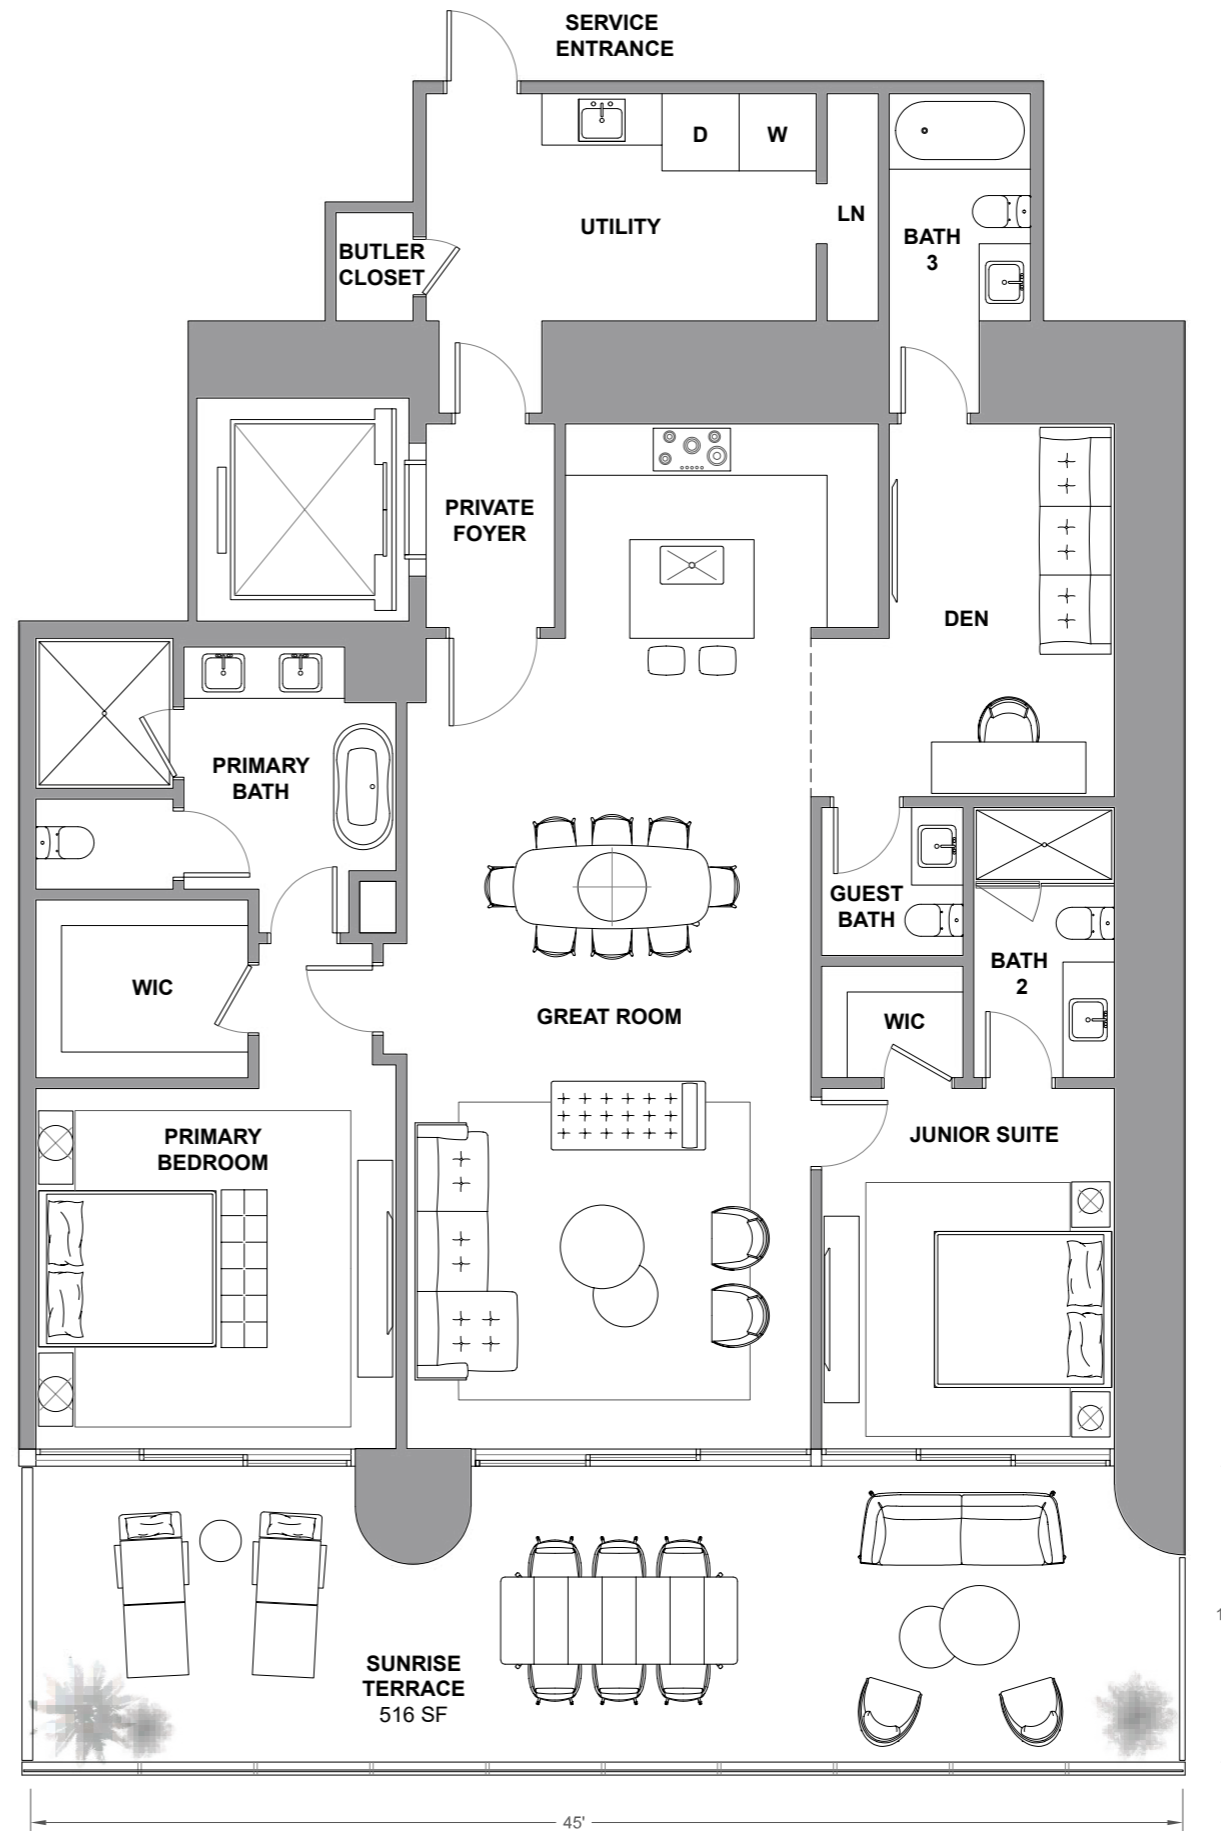 SERVICE
ENTRANCE
D
W
LN
UTILITY
BATH
3
BUTLER
CLOSET
PRIVATE
FOYER
DEN
PRIMARY
BATH
GUEST
BATH
BATH
2
WIC
GREAT ROOM
WIC
PRIMARY
BEDROOM
JUNIOR SUITE
1
SUNRISE
TERRACE
516 SF
45'